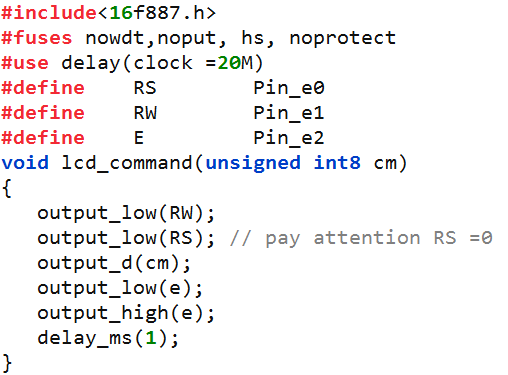 #include<16f887.h>
#fuses nowdt,noput, hs, noprotect
#use delay(clock =20M)
#define    RS        Pin_e0
#define    RW        Pin_e1
#define    E         Pin_e2
void lcd_command(unsigned int8 cm)
{
   output_low(RW);
   output_low(RS); // pay attention RS =0
   output_d(cm);
   output_low(e);
   output_high(e);
   delay_ms(1);
}